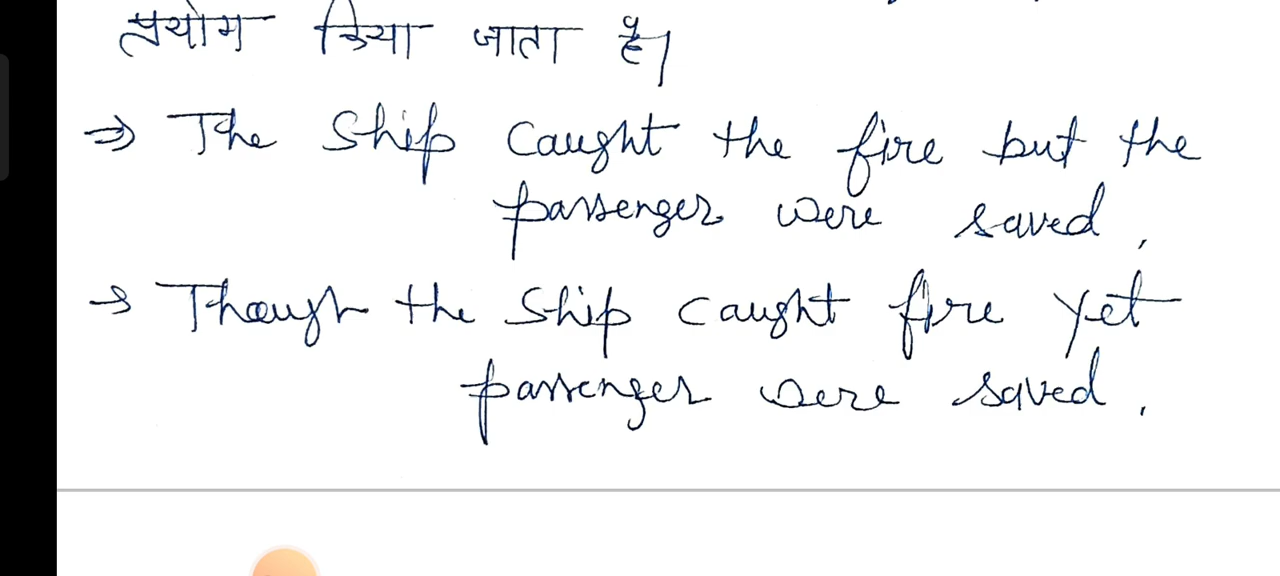 प्रयोग किया जाता है।
⇒ The Ship caught the fire but the
passenger were saved.
→ Though the Ship caught fire yet
passenger were saved.